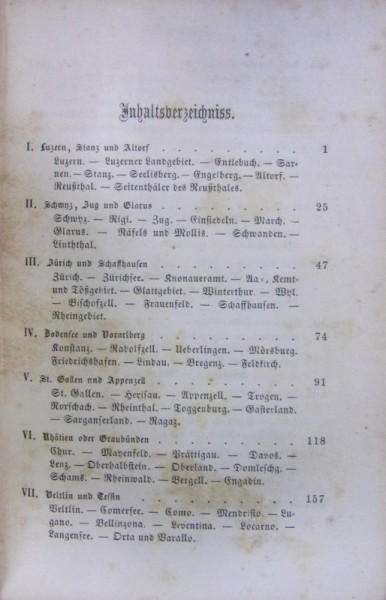 Inhaltsverzeichniss.
I. Luzern, Stanz und Altorf . . . . . . . . . 1
Luzern. — Luzerner Landgebiet. — Entlebuch. — Sar-
nen. — Stanz. — Seelisberg. — Engelberg. — Altorf. —
Reußthal. — Seitenthäler des Reußthales.
II. Schwyz, Zug und Glarus . . . . . . . . . 25
Schwyz. — Rigi. — Zug. — Einsiedeln. — March. —
Glarus. — Näfels und Mollis. — Schwanden. —
Linththal.
III. Zürich und Schaffhausen . . . . . . . . . 47
Zürich. — Zürichsee. — Knonaueramt. — Aa-, Kemt-
und Tößgebiet. — Glattgebiet. — Winterthur. — Wyl.
— Bischofzell. — Frauenfeld. — Schaffhausen. —
Rheingebiet.
IV. Bodensee und Vorarlberg . . . . . . . . . 74
Konstanz. — Radolfzell. — Ueberlingen. — Mörsburg.
Friedrichshafen. — Lindau. — Bregenz. — Feldkirch.
V. St. Gallen und Appenzell . . . . . . . . . 91
St. Gallen. — Herisau. — Appenzell. — Trogen. —
Rorschach. — Rheinthal. — Toggenburg. — Gasterland.
— Sarganserland. — Ragaz.
VI. Rhätien oder Graubünden . . . . . . . . 118
Chur. — Mayenfeld. — Prättigau. — Davos. —
Lenz. — Oberhalbstein. — Oberland. — Domleschg. —
Schams. — Rheinwald. — Bergell. — Engadin.
VII. Veltlin und Tessin . . . . . . . . . . 157
Veltlin. — Comersee. — Como. — Mendrisio. — Lu-
gano. — Bellinzona. — Leventina. — Locarno. —
Langensee. — Orta und Varallo.